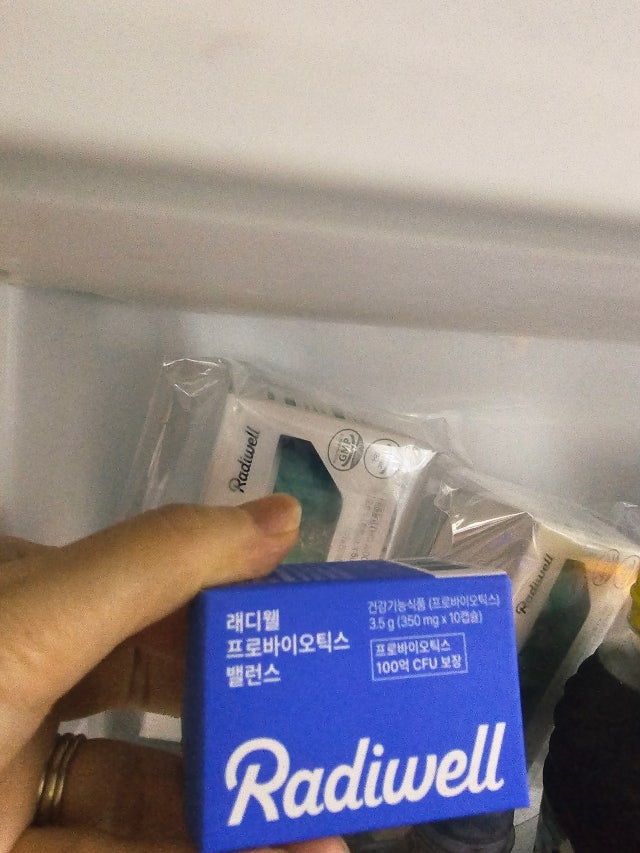 Radiwell
GMP
Radiwell
래디웰
프로바이오틱스
밸런스
건강기능식품 (프로바이오틱스)
3.5 g (350 mg x 10캡슐)
프로바이오틱스
100억 CFU 보장
Radiwell